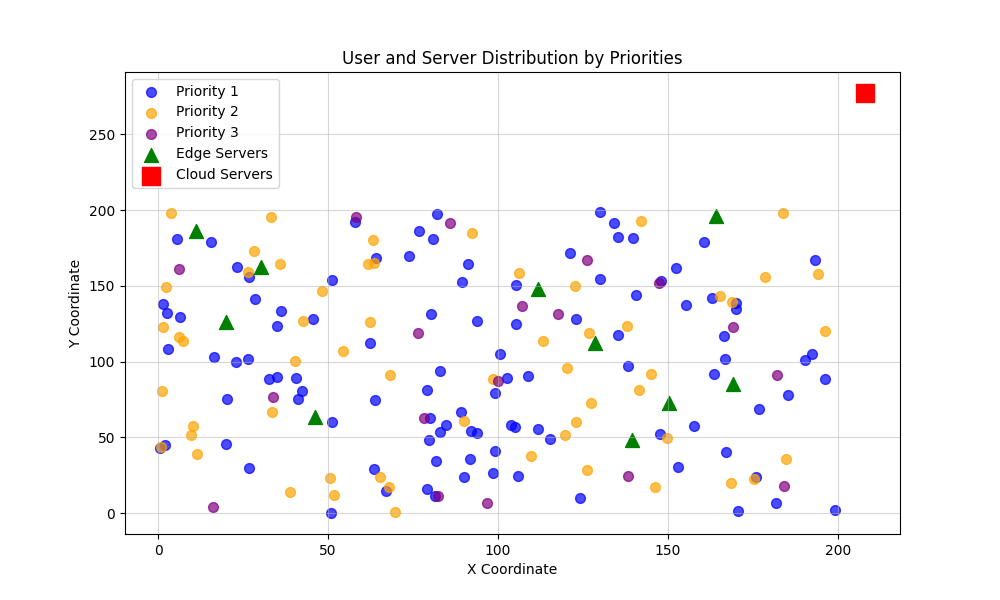 User and Server Distribution by Priorities
Priority 1
Priority 2
Priority 3
Edge Servers
Cloud Servers
Y Coordinate
250
200
150
100
50
0
0 50 100 150 200
X Coordinate